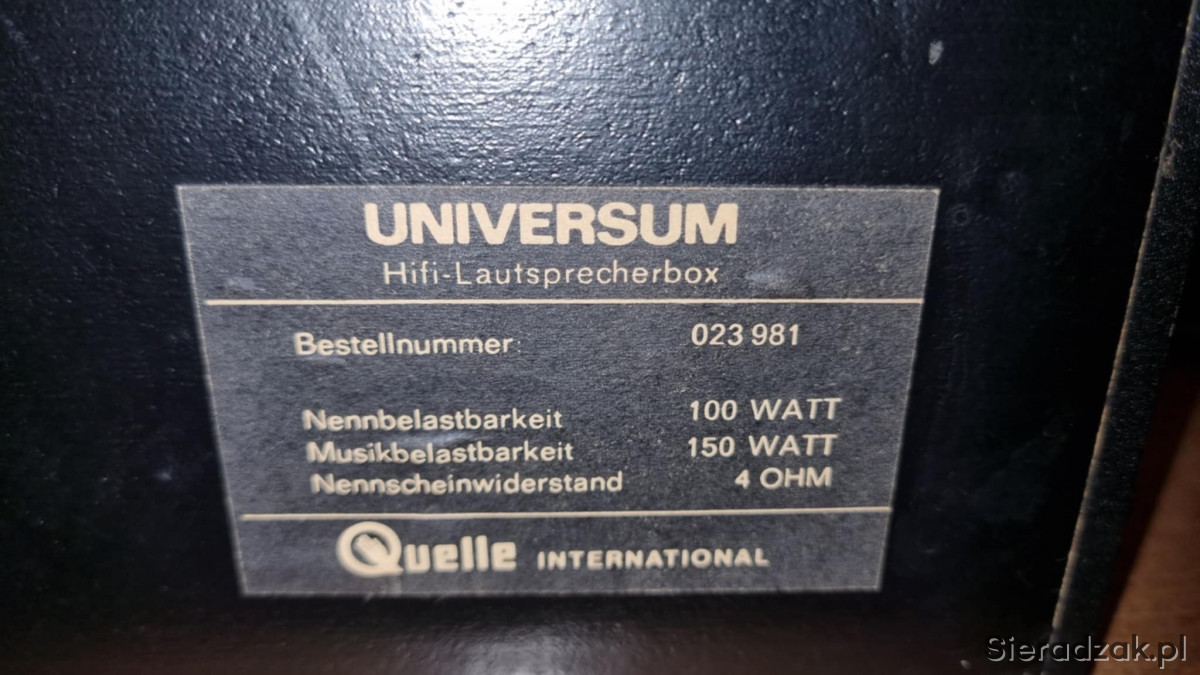 UNIVERSUM
Hifi-Lautsprecherbox
Bestellnummer: 023 981
Nennbelastbarkeit 100 WATT
Musikbelastbarkeit 150 WATT
Nennscheinwiderstand 4 OHM
Quelle INTERNATIONAL
Sieradzak.pl